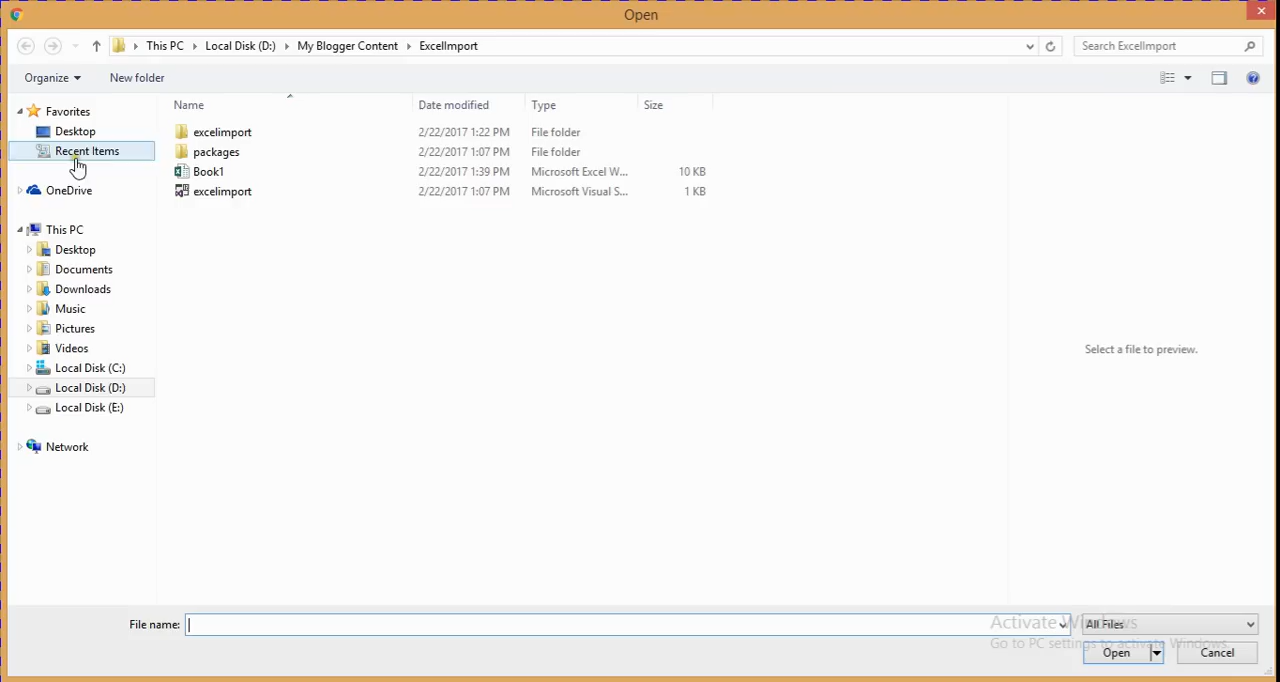 Open
This PC Local Disk (D:) My Blogger Content ExcelImport Search ExcelImport
Organize New folder
Name Date modified Type Size
Favorites
Desktop
Recent Items
OneDrive
This PC
Desktop
Documents
Downloads
Music
Pictures
Videos
Local Disk (C:)
Local Disk (D:)
Local Disk (E:)
Network
excelimport 2/22/2017 1:22 PM File folder
packages 2/22/2017 1:07 PM File folder
Book1 2/22/2017 1:39 PM Microsoft Excel W... 10 KB
excelimport 2/22/2017 1:07 PM Microsoft Visual S... 1 KB
Select a file to preview.
File name: All Files
Activate Windows
Go to PC settings to activate Windows.
Open Cancel